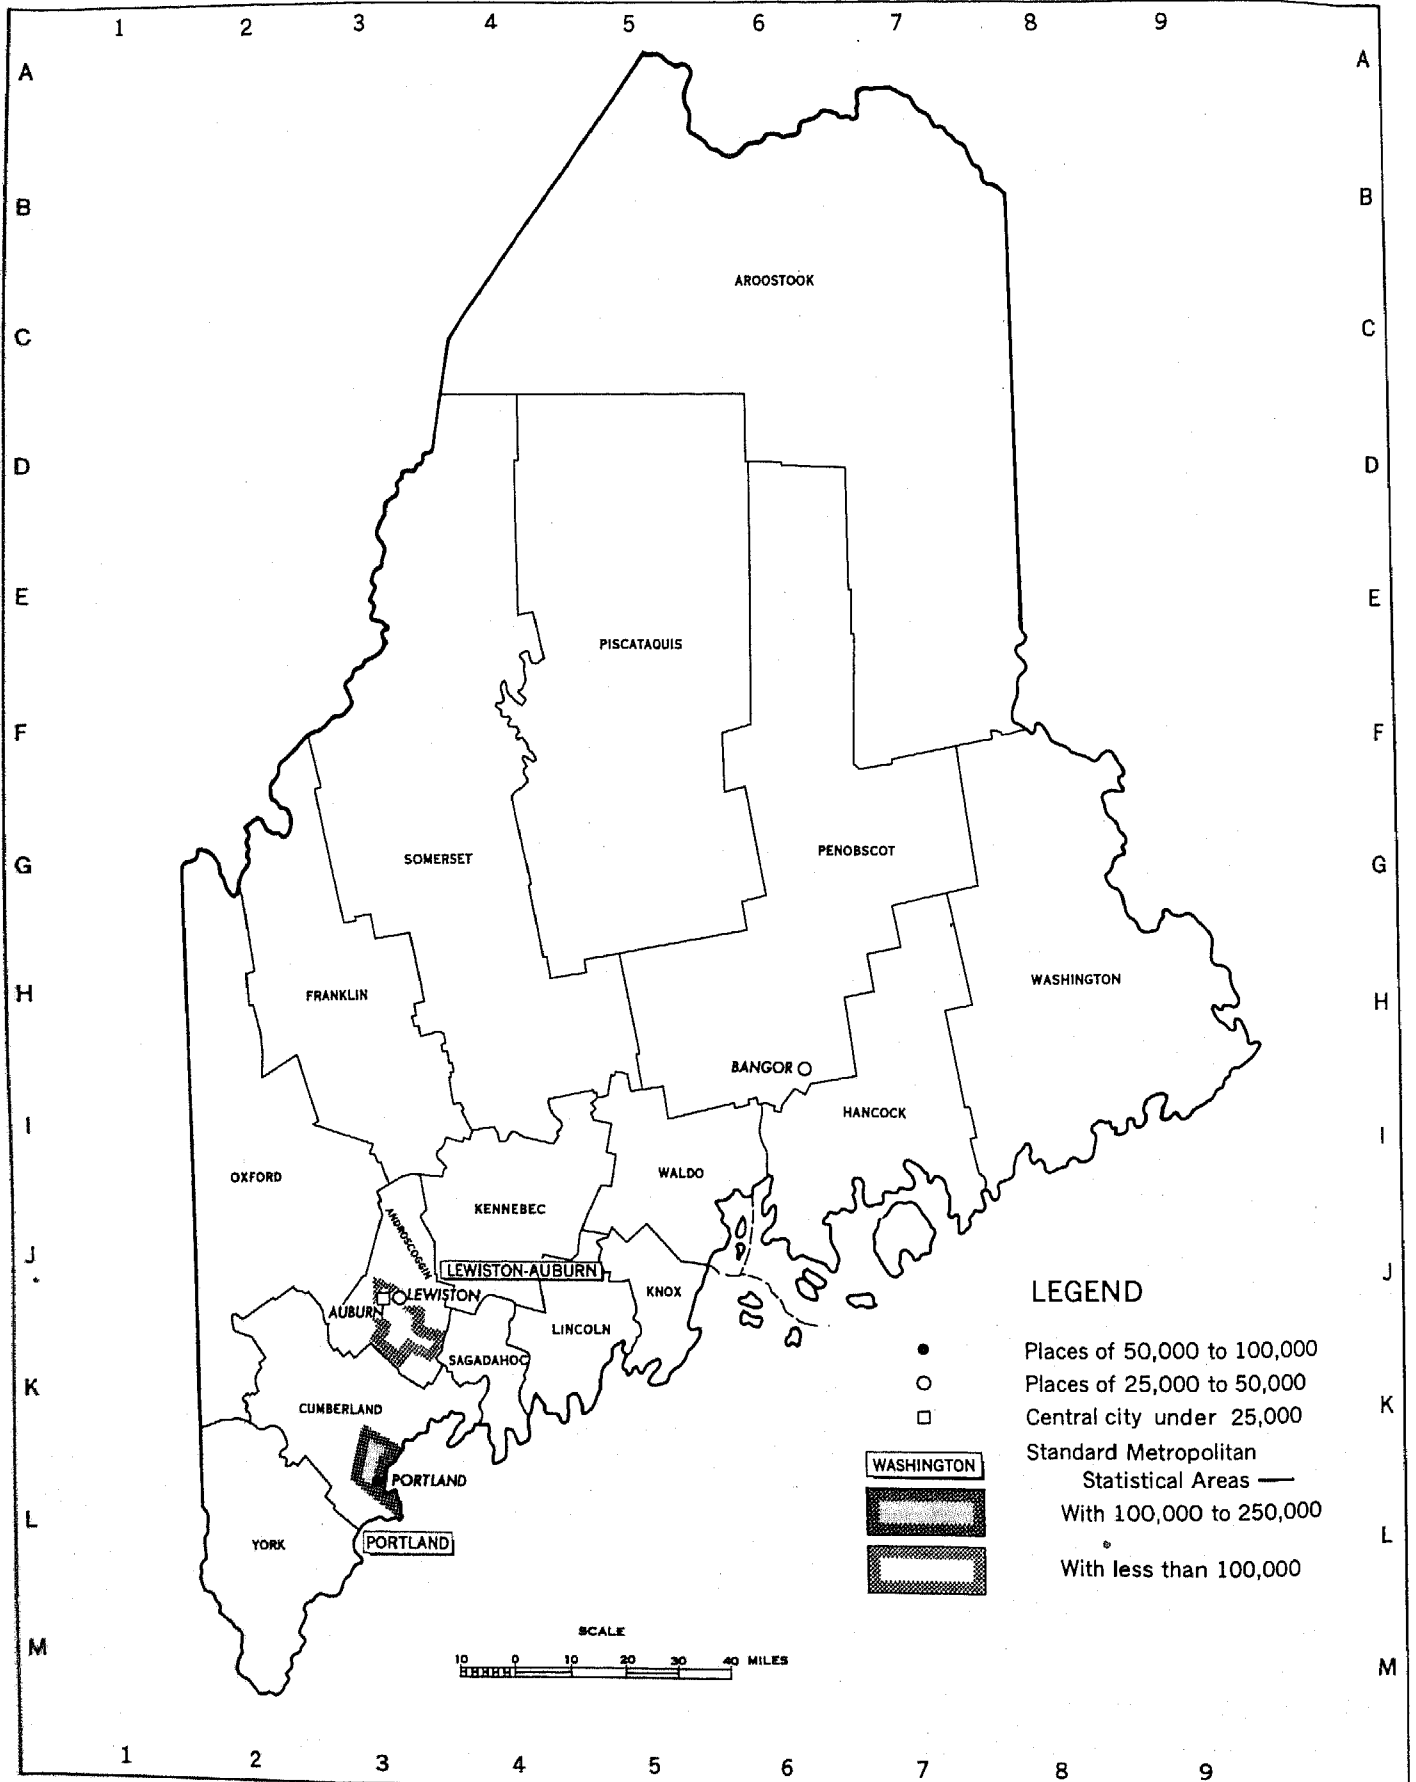 1 2 3 4 5 6 7 8 9
A A
B B
AROOSTOOK
C C
D D
E E
PISCATAQUIS
F F
G SOMERSET PENOBSCOT G
H FRANKLIN WASHINGTON H
BANGOR
HANCOCK
I I
OXFORD WALDO
KENNEBEC
ANDROSCOGGIN
J LEWISTON-AUBURN J
KNOX
LEWISTON
AUBURN
LINCOLN
SAGADAHOC
K K
CUMBERLAND
PORTLAND
L L
YORK PORTLAND
LEGEND
Places of 50,000 to 100,000
Places of 25,000 to 50,000
Central city under 25,000
WASHINGTON Standard Metropolitan
Statistical Areas —
With 100,000 to 250,000
With less than 100,000
SCALE
M M
10 0 10 20 30 40 MILES
1 2 3 4 5 6 7 8 9